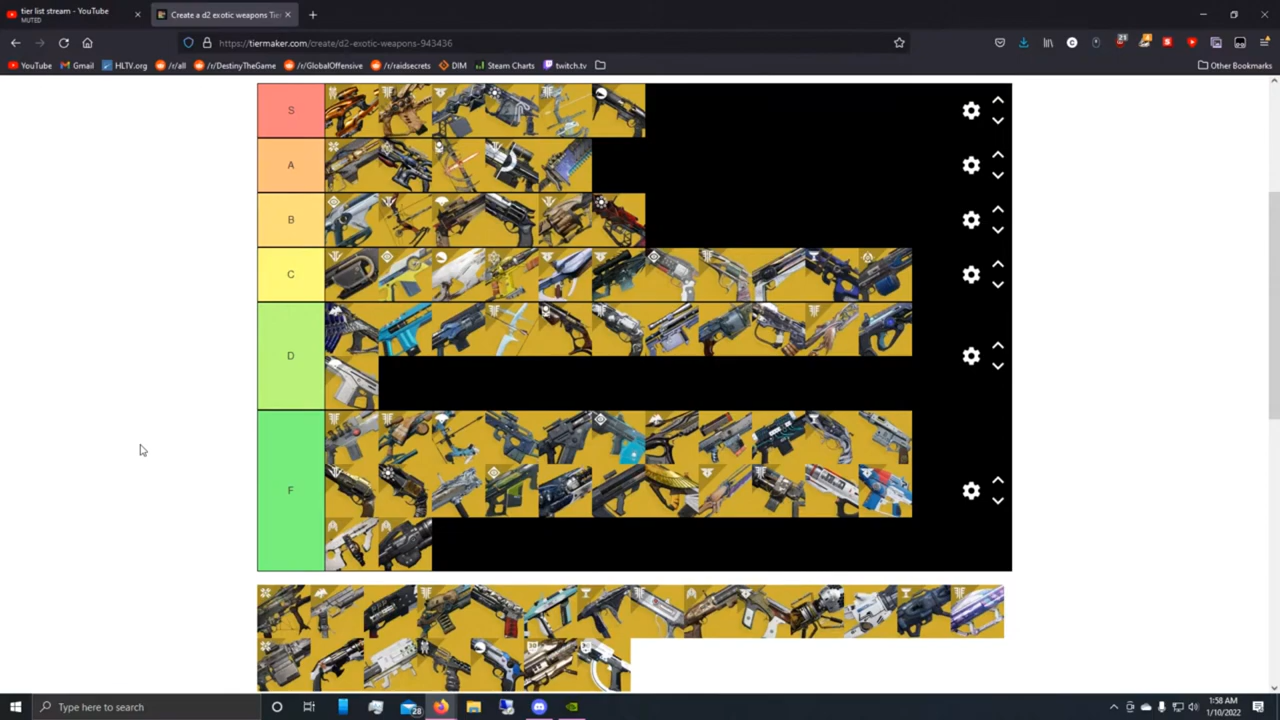 tier list stream - YouTube
MUTED
Create a d2 exotic weapons Tie
https://tiermaker.com/create/d2-exotic-weapons-943436
21
YouTube
Gmail
HLTV.org
/r/all
/r/DestinyTheGame
/r/GlobalOffensive
/r/raidsecrets
DIM
Steam Charts
twitch.tv
Other Bookmarks
S
A
B
C
D
F
Type here to search
28
1:58 AM
1/10/2022